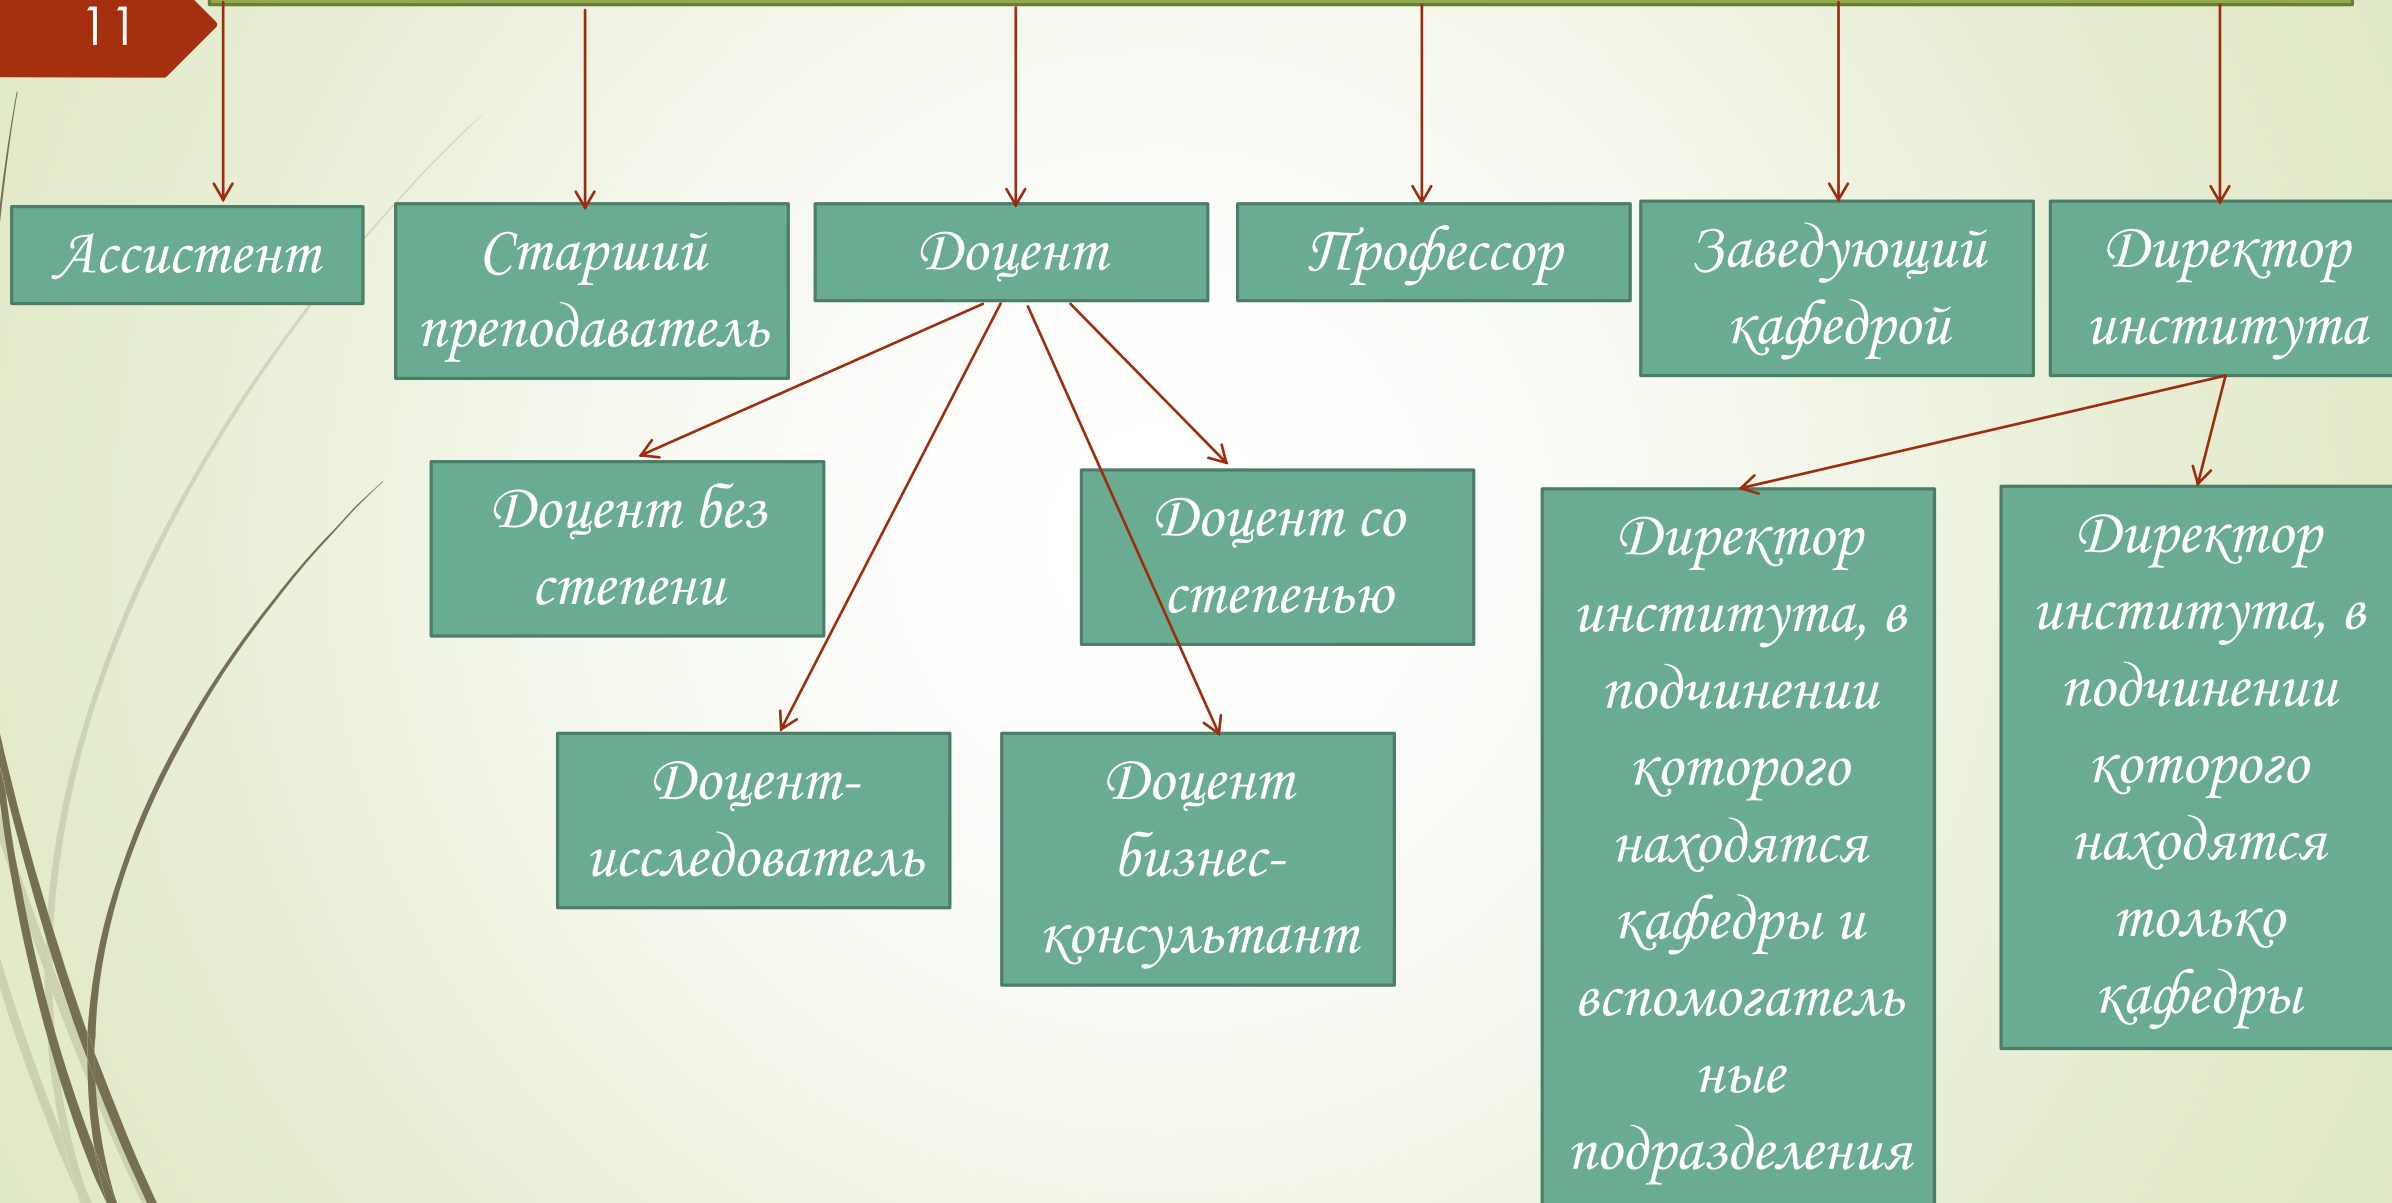 11
Ассистент
Старший
преподаватель
Доцент
Профессор
Заведующий
кафедрой
Директор
института
Доцент без
степени
Доцент со
степенью
Доцент-
исследователь
Доцент
бизнес-
консультант
Директор
института, в
подчинении
которого
находятся
кафедры и
вспомогатель
ные
подразделения
Директор
института, в
подчинении
которого
находятся
только
кафедры